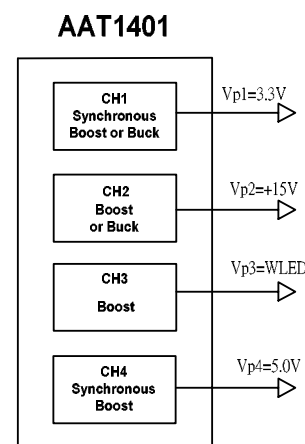 AAT1401
CH1
Synchronous
Boost or Buck
Vp1=3.3V
CH2
Boost
or Buck
Vp2=+15V
CH3
Boost
Vp3=WLED
CH4
Synchronous
Boost
Vp4=5.0V